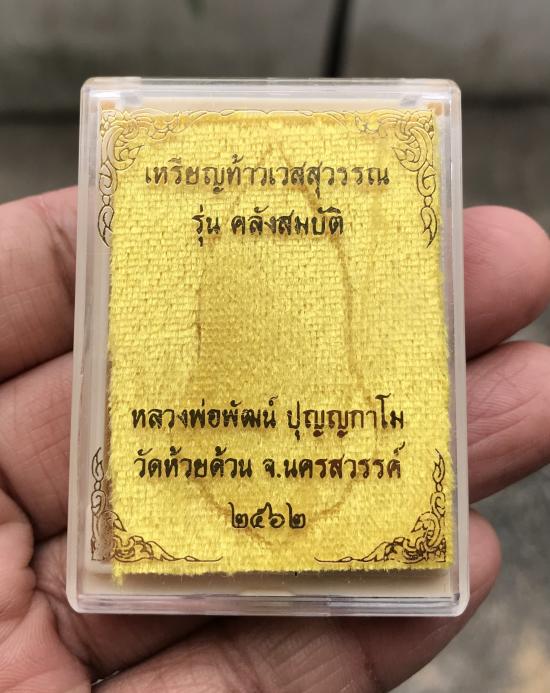 เหรียญท้าวเวสสุวรรณ
รุ่น คลังสมบัติ
หลวงพ่อพัฒน์ ปุญญกาโม
วัดห้วยด้วน จ.นครสวรรค์
๒๕๖๒